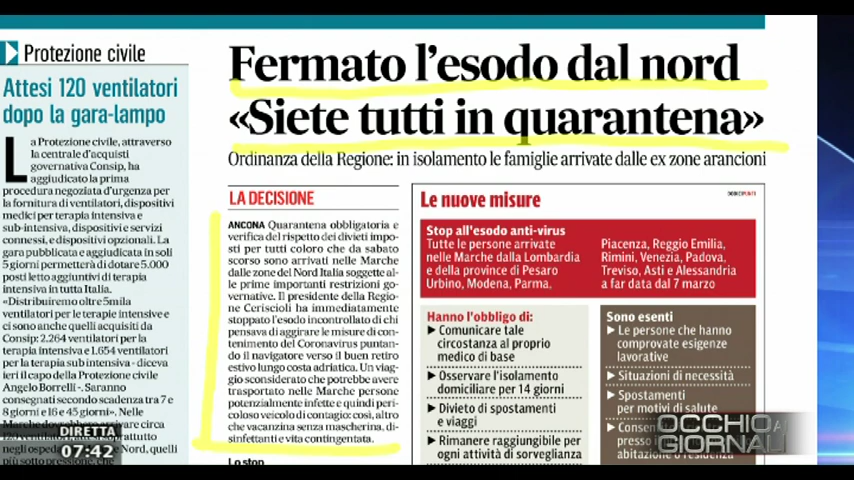 Protezione civile
Attesi 120 ventilatori
dopo la gara-lampo
La Protezione civile, attraverso
la centrale d'acquisti
governativa Consip, ha
aggiudicato la prima
procedura negoziata d'urgenza per
la fornitura di ventilatori, dispositivi
medici per terapia intensiva e
sub-intensiva, dispositivi e servizi
connessi, e dispositivi opzionali. La
gara pubblicata e aggiudicata in soli
5 giorni permetterà di dotare 5.000
posti letto aggiuntivi di terapia
intensiva in tutta Italia.
«Distribuiremo oltre 5mila
ventilatori per le terapie intensive e
ci sono anche quelli acquisiti da
Consip: 2.264 ventilatori per la
terapia intensiva e 1.654 ventilatori
per la terapia sub intensiva - diceva
ieri il capo della Protezione civile
Angelo Borrelli -. Saranno
consegnati secondo scadenza tra 7 e
8 giorni e 16 e 45 giorni». Nelle
Fermato l'esodo dal nord
«Siete tutti in quarantena»
Ordinanza della Regione: in isolamento le famiglie arrivate dalle ex zone arancioni
LA DECISIONE
ANCONA Quarantena obbligatoria e
verifica del rispetto dei divieti impo-
sti per tutti coloro che da sabato
scorso sono arrivati nelle Marche
dalle zone del Nord Italia soggette al-
le prime importanti restrizioni go-
vernative. Il presidente della Regio-
ne Ceriscioli ha immediatamente
stoppato l'esodo incontrollato di chi
pensava di aggirare le misure di con-
tenimento del Coronavirus puntan-
do il navigatore verso il buen retiro
estivo lungo costa adriatica. Un viag-
gio sconsiderato che potrebbe avere
trasportato nelle Marche persone
potenzialmente infette e quindi peri-
coloso veicolo di contagio: così, altro
che vacanzina senza mascherina, di-
sinfettanti e vita contingentata.
Lo stop
Le nuove misure
Stop all'esodo anti-virus
Tutte le persone arrivate
nelle Marche dalla Lombardia
e della province di Pesaro
Urbino, Modena, Parma,
Piacenza, Reggio Emilia,
Rimini, Venezia, Padova,
Treviso, Asti e Alessandria
a far data dal 7 marzo
Hanno l'obbligo di:
Comunicare tale
circostanza al proprio
medico di base
Osservare l'isolamento
domiciliare per 14 giorni
Divieto di spostamenti
e viaggi
Rimanere raggiungibile per
ogni attività di sorveglianza
Sono esenti
Le persone che hanno
comprovate esigenze
lavorative
Situazioni di necessità
Spostamenti
per motivi di salute
abitazione o residenza
DIRETTA
07:42
OCCHIO AI
GIORNALI